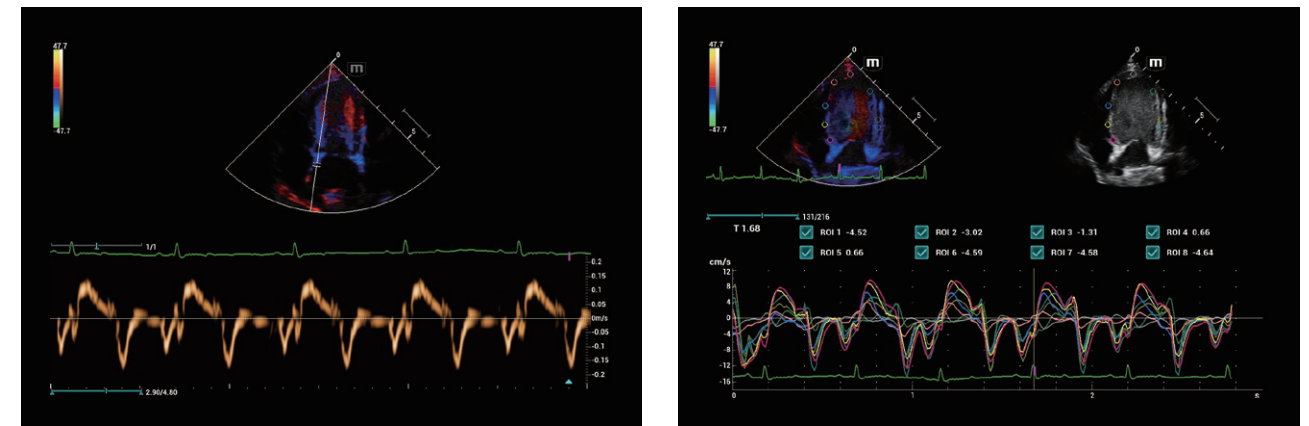 47.7
-47.7
0
m
5
1/1
0.2
0.15
0.1
0.05
0m/s
-0.05
-0.1
-0.15
-0.2
2.98/4.80
47.7
-47.7
0
m
5
0
m
5
131/216
T 1.68
ROI 1 -4.52
ROI 2 -3.02
ROI 3 -1.31
ROI 4 0.66
ROI 5 0.66
ROI 6 -4.59
ROI 7 -4.58
ROI 8 -4.64
cm/s
12
8
4
0
-4
-8
-12
-16
0
1
2
s